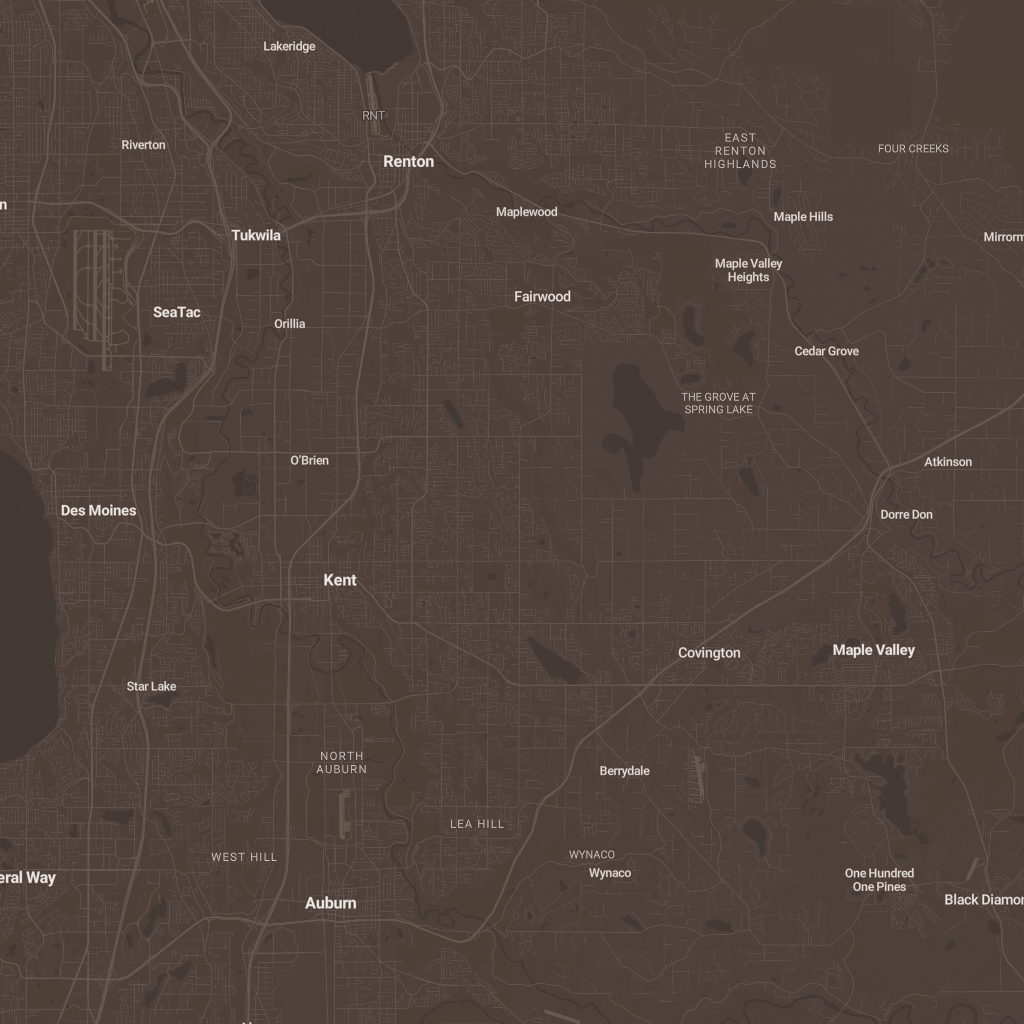 Lakeridge
RNT
Riverton
Renton
EAST
RENTON
HIGHLANDS
FOUR CREEKS
Maplewood
Maple Hills
Tukwila
Mirrorm
Maple Valley
Heights
Fairwood
SeaTac
Orillia
Cedar Grove
THE GROVE AT
SPRING LAKE
O'Brien
Atkinson
Des Moines
Dorre Don
Kent
Covington
Maple Valley
Star Lake
NORTH
AUBURN
Berrydale
LEA HILL
WEST HILL
WYNACO
Wynaco
eral Way
One Hundred
One Pines
Auburn
Black Diamon